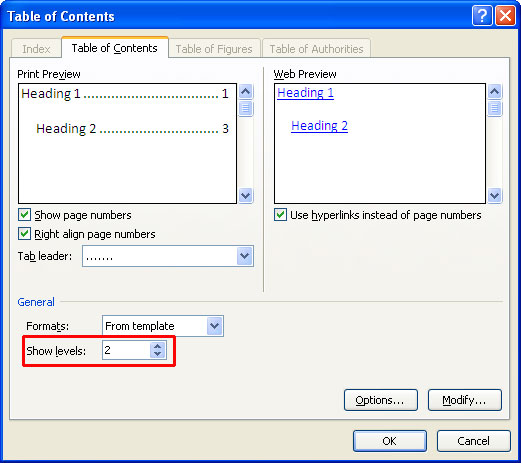 Table of Contents
Index Table of Contents Table of Figures Table of Authorities
Print Preview
Heading 1 ............................ 1
Heading 2 ......................... 3
Show page numbers
Right align page numbers
Tab leader: .......
Web Preview
Heading 1
Heading 2
Use hyperlinks instead of page numbers
General
Formats: From template
Show levels: 2
Options... Modify...
OK Cancel